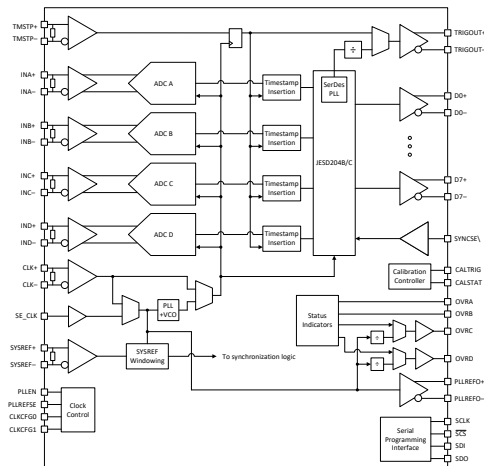 TMSTP+
TMSTP−
INA+
INA−
INB+
INB−
INC+
INC−
IND+
IND−
CLK+
CLK−
SE_CLK
SYSREF+
SYSREF−
PLLEN
PLLREFSE
CLKCFG0
CLKCFG1
ADC A
ADC B
ADC C
ADC D
PLL
+VCO
SYSREF
Windowing
To synchronization logic
Clock
Control
Timestamp
Insertion
Timestamp
Insertion
Timestamp
Insertion
Timestamp
Insertion
SerDes
PLL
÷
JESD204B/C
Status
Indicators
÷
÷
Calibration
Controller
Serial
Programming
Interface
TRIGOUT+
TRIGOUT−
D0+
D0−
D7+
D7−
SYNCSE\
CALTRIG
CALSTAT
OVRA
OVRB
OVRC
OVRD
PLLREFO+
PLLREFO−
SCLK
SCS
SDI
SDO